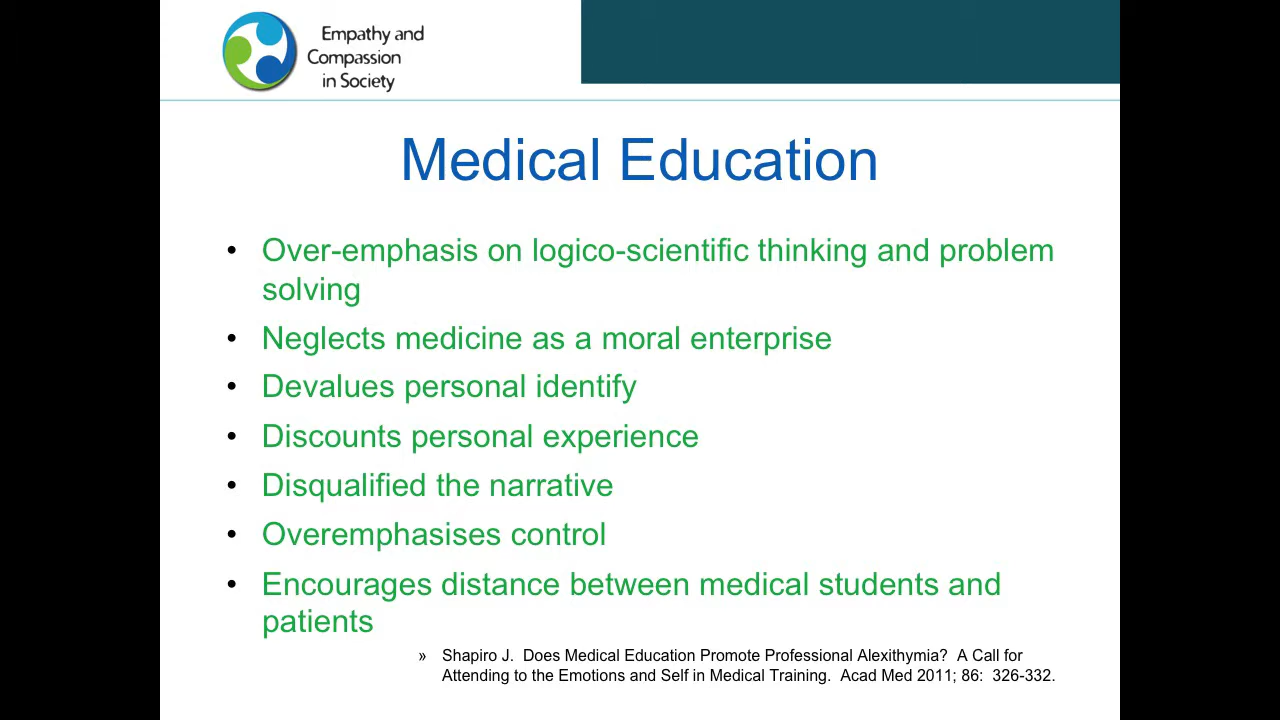 Empathy and
Compassion
in Society
Medical Education
• Over-emphasis on logico-scientific thinking and problem
solving
• Neglects medicine as a moral enterprise
• Devalues personal identify
• Discounts personal experience
• Disqualified the narrative
• Overemphasises control
• Encourages distance between medical students and
patients
» Shapiro J.  Does Medical Education Promote Professional Alexithymia?  A Call for
Attending to the Emotions and Self in Medical Training.  Acad Med 2011; 86:  326-332.